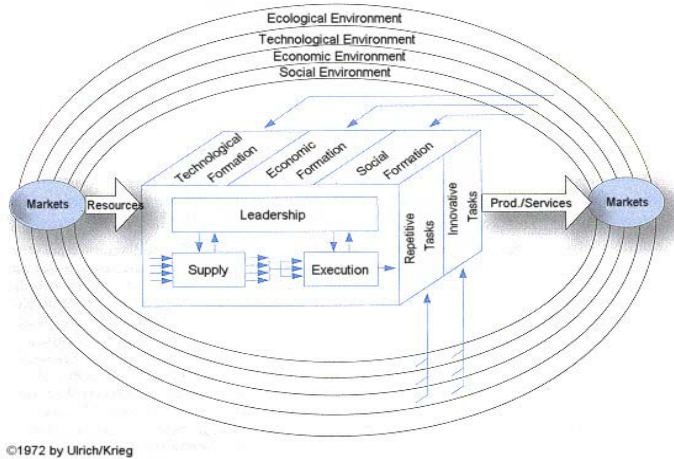 Ecological Environment
Technological Environment
Economic Environment
Social Environment
Technological
Formation
Economic
Formation
Social
Formation
Markets
Resources
Leadership
Supply
Execution
Repetitive
Tasks
Innovative
Tasks
Prod./Services
Markets
©1972 by Ulrich/Krieg